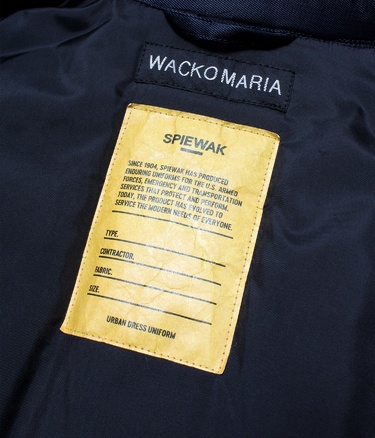 WACKO MARIA
SPIEWAK
SINCE 1904, SPIEWAK HAS PRODUCED
ENDURING UNIFORMS FOR THE U.S. ARMED
FORCES, EMERGENCY AND TRANSPORTATION
SERVICES THAT PROTECT AND PERFORM.
TODAY, THE PRODUCT HAS EVOLVED TO
SERVICE THE MODERN NEEDS OF EVERYONE.
TYPE.
CONTRACTOR.
FABRIC.
SIZE.
URBAN DRESS UNIFORM